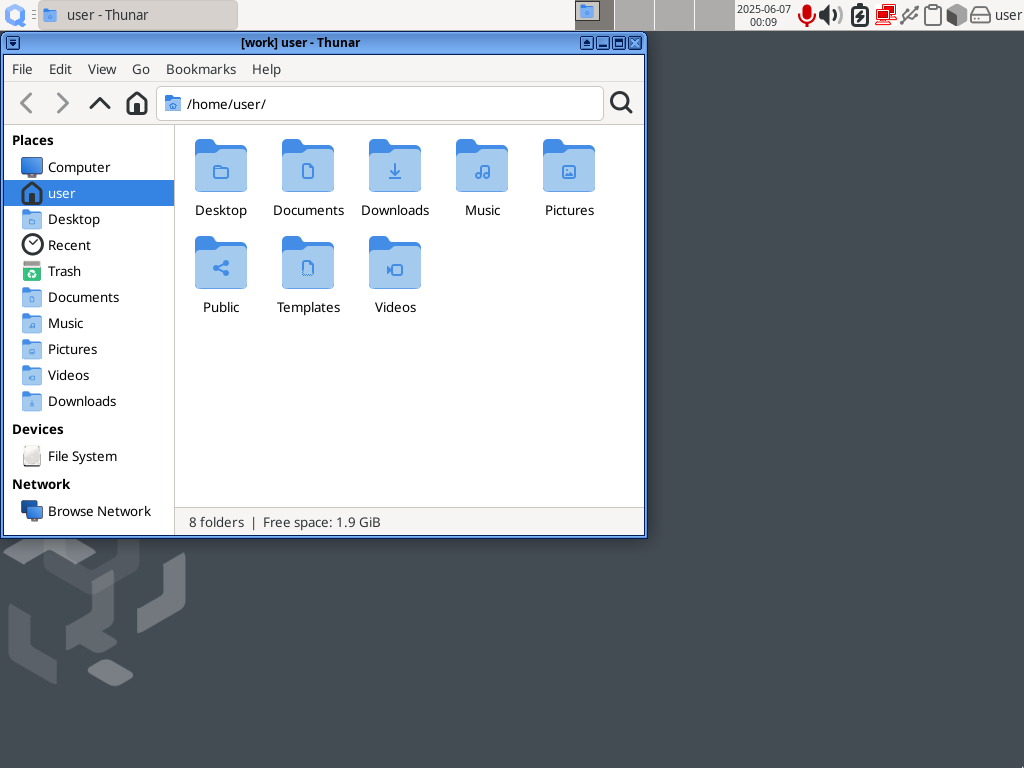 user - Thunar
2025-06-07
00:09
user
[work] user - Thunar
File Edit View Go Bookmarks Help
/home/user/
Places
Computer
user
Desktop
Recent
Trash
Documents
Music
Pictures
Videos
Downloads
Devices
File System
Network
Browse Network
Desktop Documents Downloads Music Pictures
Public Templates Videos
8 folders | Free space: 1.9 GiB